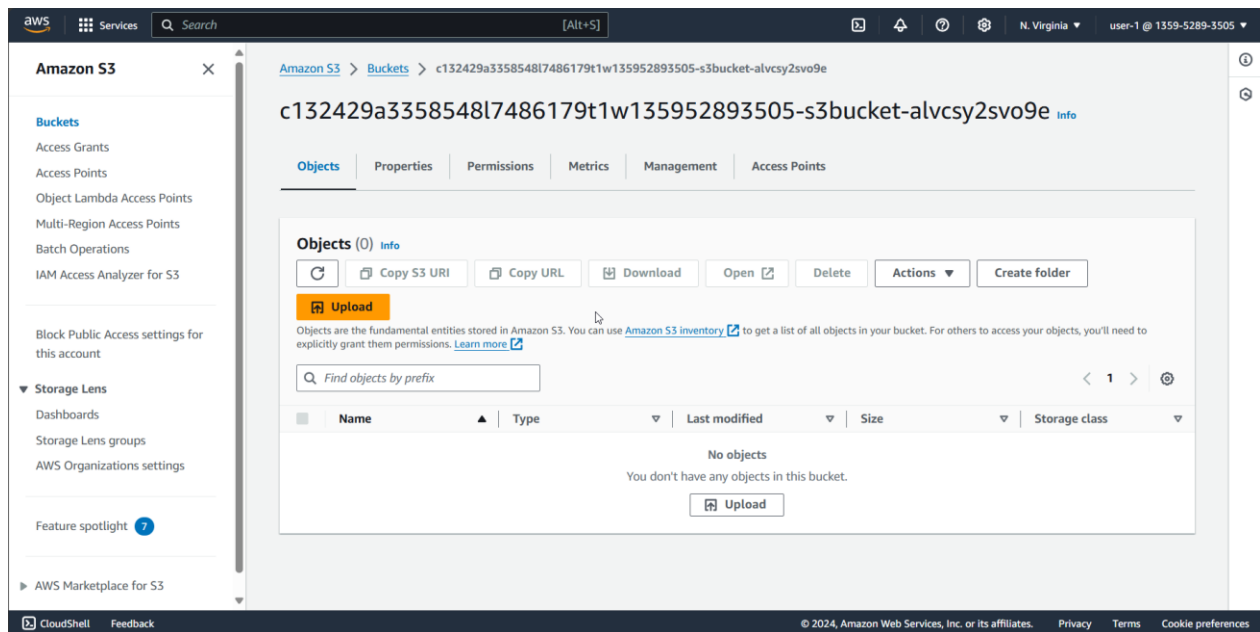 aws Services Search [Alt+S] N. Virginia ▼ user-1 @ 1359-5289-3505 ▼
Amazon S3
Buckets
Access Grants
Access Points
Object Lambda Access Points
Multi-Region Access Points
Batch Operations
IAM Access Analyzer for S3
Block Public Access settings for
this account
▼ Storage Lens
Dashboards
Storage Lens groups
AWS Organizations settings
Feature spotlight 7
▶ AWS Marketplace for S3
Amazon S3 > Buckets > c132429a3358548l7486179t1w135952893505-s3bucket-alvcsy2svo9e
c132429a3358548l7486179t1w135952893505-s3bucket-alvcsy2svo9e Info
Objects Properties Permissions Metrics Management Access Points
Objects (0) Info
Copy S3 URI Copy URL Download Open Delete Actions ▼ Create folder
Upload
Objects are the fundamental entities stored in Amazon S3. You can use Amazon S3 inventory to get a list of all objects in your bucket. For others to access your objects, you'll need to
explicitly grant them permissions. Learn more
Find objects by prefix < 1 >
Name ▲ Type Last modified Size Storage class
No objects
You don't have any objects in this bucket.
Upload
CloudShell Feedback © 2024, Amazon Web Services, Inc. or its affiliates. Privacy Terms Cookie preferences